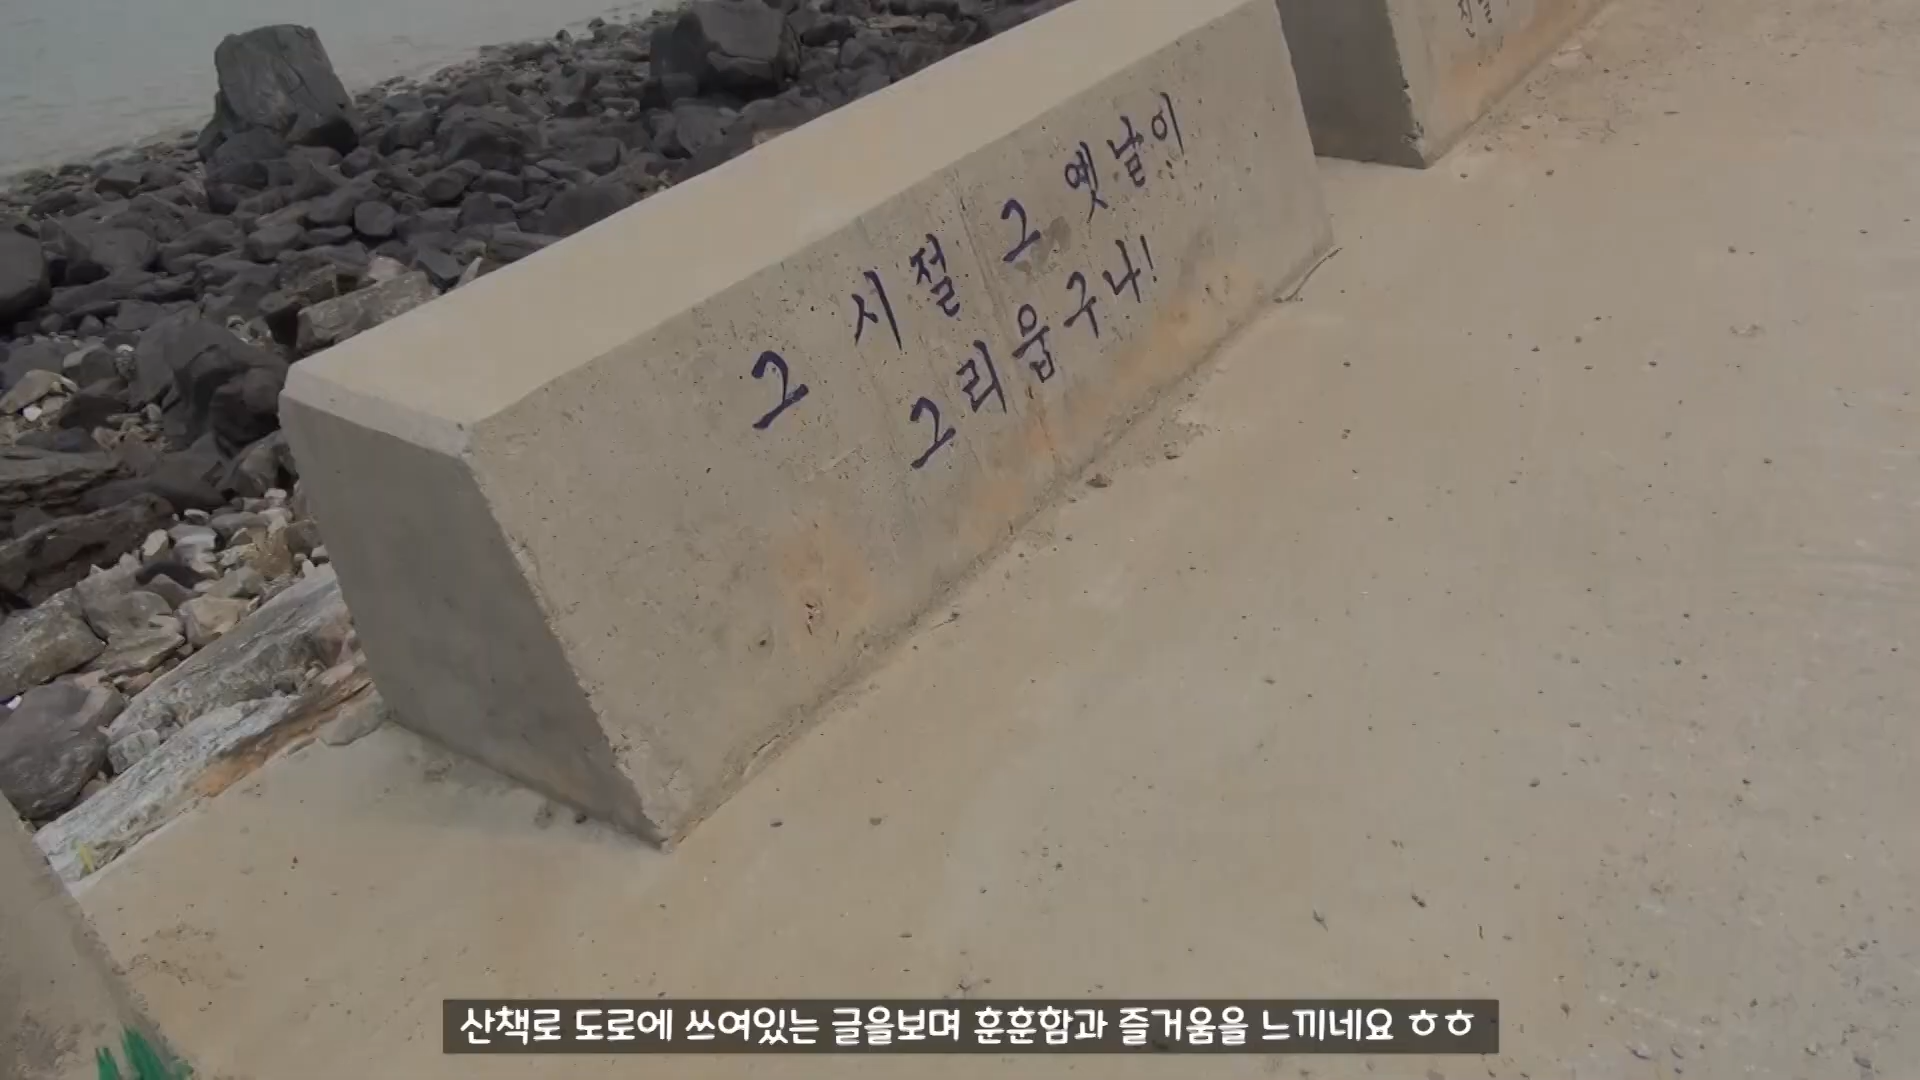 그 시절 그 옛날이
그리웁구나!
산책로 도로에 쓰여있는 글을보며 훈훈함과 즐거움을 느끼네요 ㅎㅎ